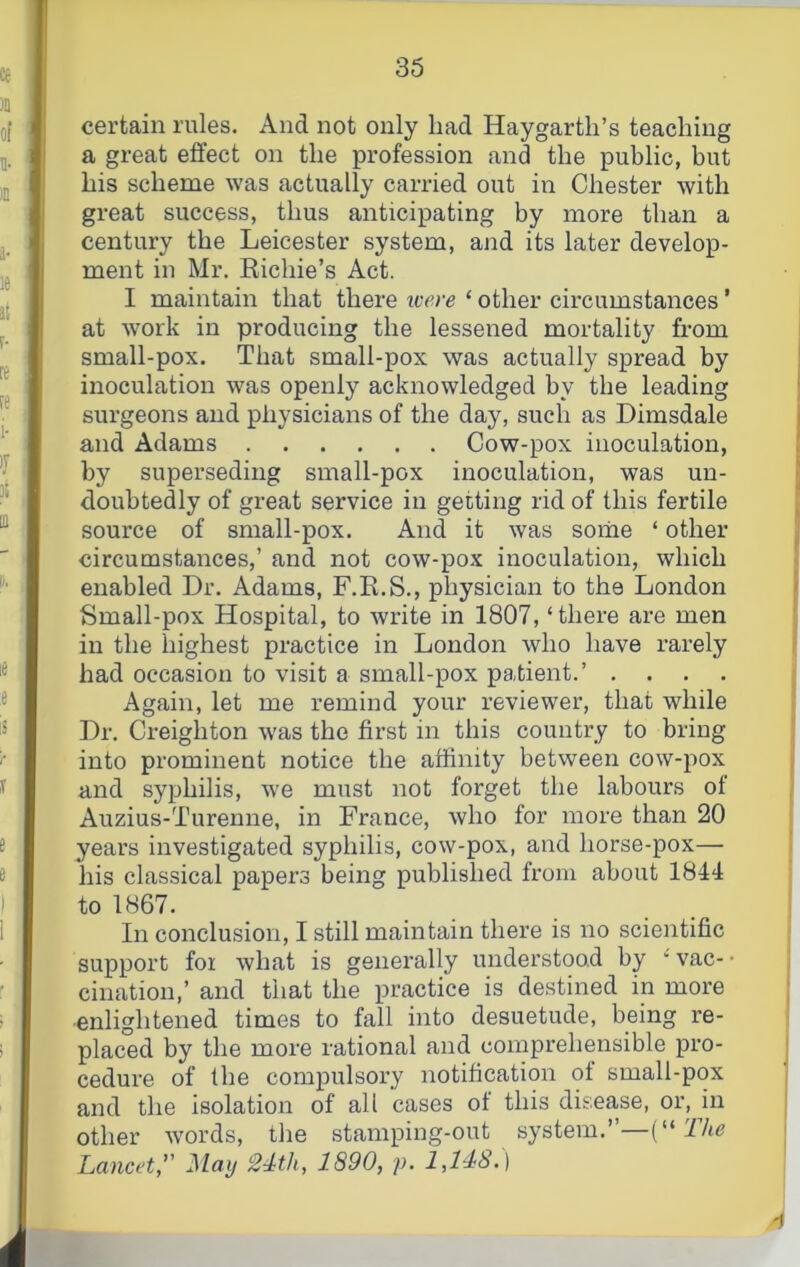 35
certain rules. And not only had Haygarth's teaching
a great effect on the profession and the public, but
his scheme was actually carried out in Chester with
great success, thus anticipating by more than a
century the Leicester system, and its later develop-
ment in Mr. Richie's Act.
I maintain that there were ‘other circumstances’
at work in producing the lessened mortality from
small-pox. That small-pox was actually spread by
inoculation was openly acknowledged by the leading
surgeons and physicians of the day, such as Dimsdale
and Adams . . . . . . Cow-pox inoculation,
by superseding small-pox inoculation, was un-
doubtedly of great service in getting rid of this fertile
source of small-pox. And it was some ‘other
circumstances,’ and not cow-pox inoculation, which
enabled Dr. Adams, F.R.S., physician to the London
Small-pox Hospital, to write in 1807, ‘there are men
in the highest practice in London who have rarely
had occasion to visit a small-pox patient.’ . . . .
Again, let me remind your reviewer, that while
Dr. Creighton was the first in this country to bring
into prominent notice the affinity between cow-pox
and syphilis, we must not forget the labours of
Auzius-Turenne, in France, who for more than 20
years investigated syphilis, cow-pox, and horse-pox—
his classical papers being published from about 1844
to 1867.
In conclusion, I still maintain there is no scientific
support for what is generally understood by ‘vac-
cination,’ and that the practice is destined in more
enlightened times to fall into desuetude, being re-
placed by the more rational and comprehensible pro-
cedure of the compulsory notification of small-pox
and the isolation of all cases of this disease, or, in
other words, the stamping-out system.”—(“The
Lancet,” May 24th, 1890, p. 1,148.)